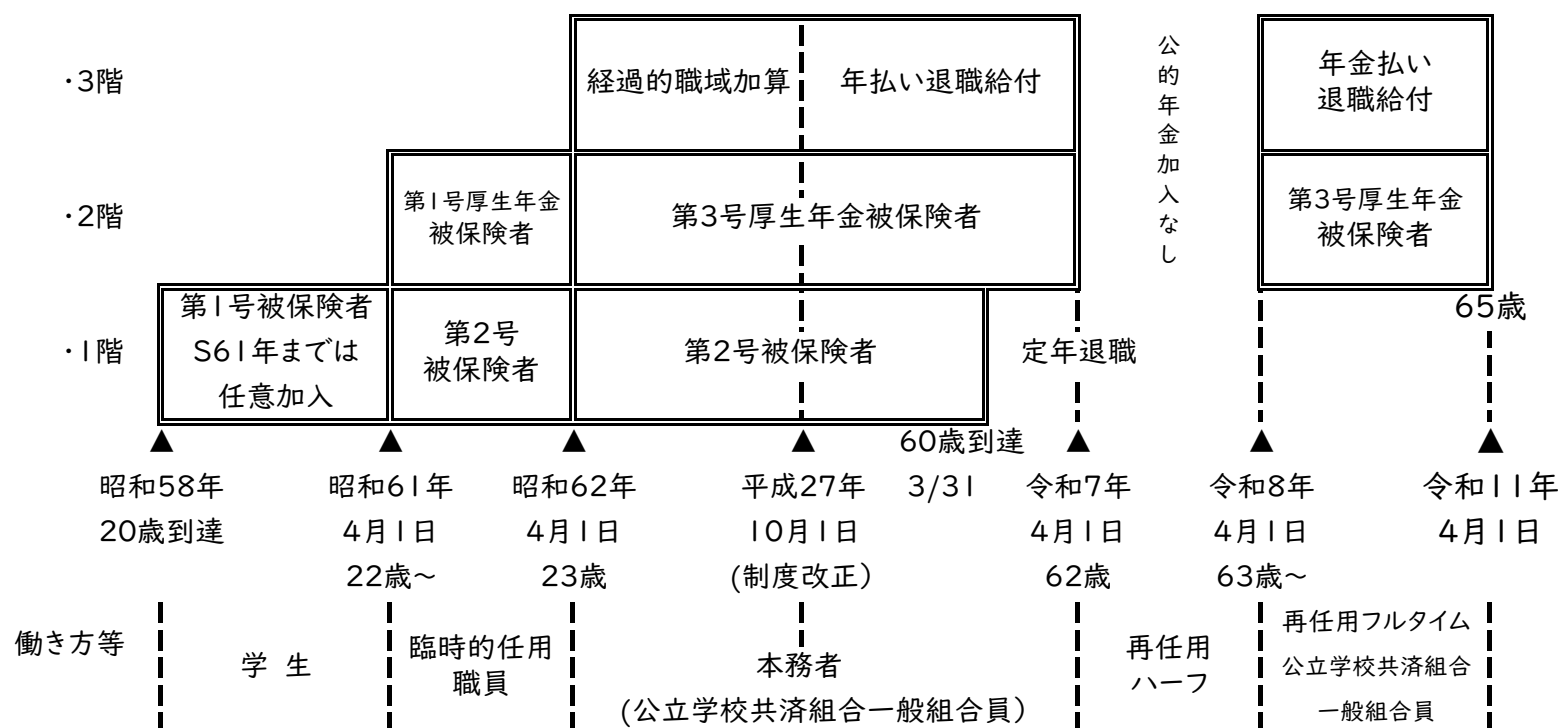 ・3階
経過的職域加算
年払い退職給付
公的年金加入なし
年金払い
退職給付
・2階
第1号厚生年金
被保険者
第3号厚生年金被保険者
第3号厚生年金
被保険者
・1階
第1号被保険者
S61年までは
任意加入
第2号
被保険者
第2号被保険者
定年退職
65歳
▲
▲
▲
▲
60歳到達
▲
▲
▲
昭和58年
20歳到達
昭和61年
4月1日
22歳～
昭和62年
4月1日
23歳
平成27年
10月1日
(制度改正)
3/31
令和7年
4月1日
62歳
令和8年
4月1日
63歳～
令和11年
4月1日
働き方等
学 生
臨時的任用
職員
本務者
(公立学校共済組合一般組合員)
再任用
ハーフ
再任用フルタイム
公立学校共済組合
一般組合員